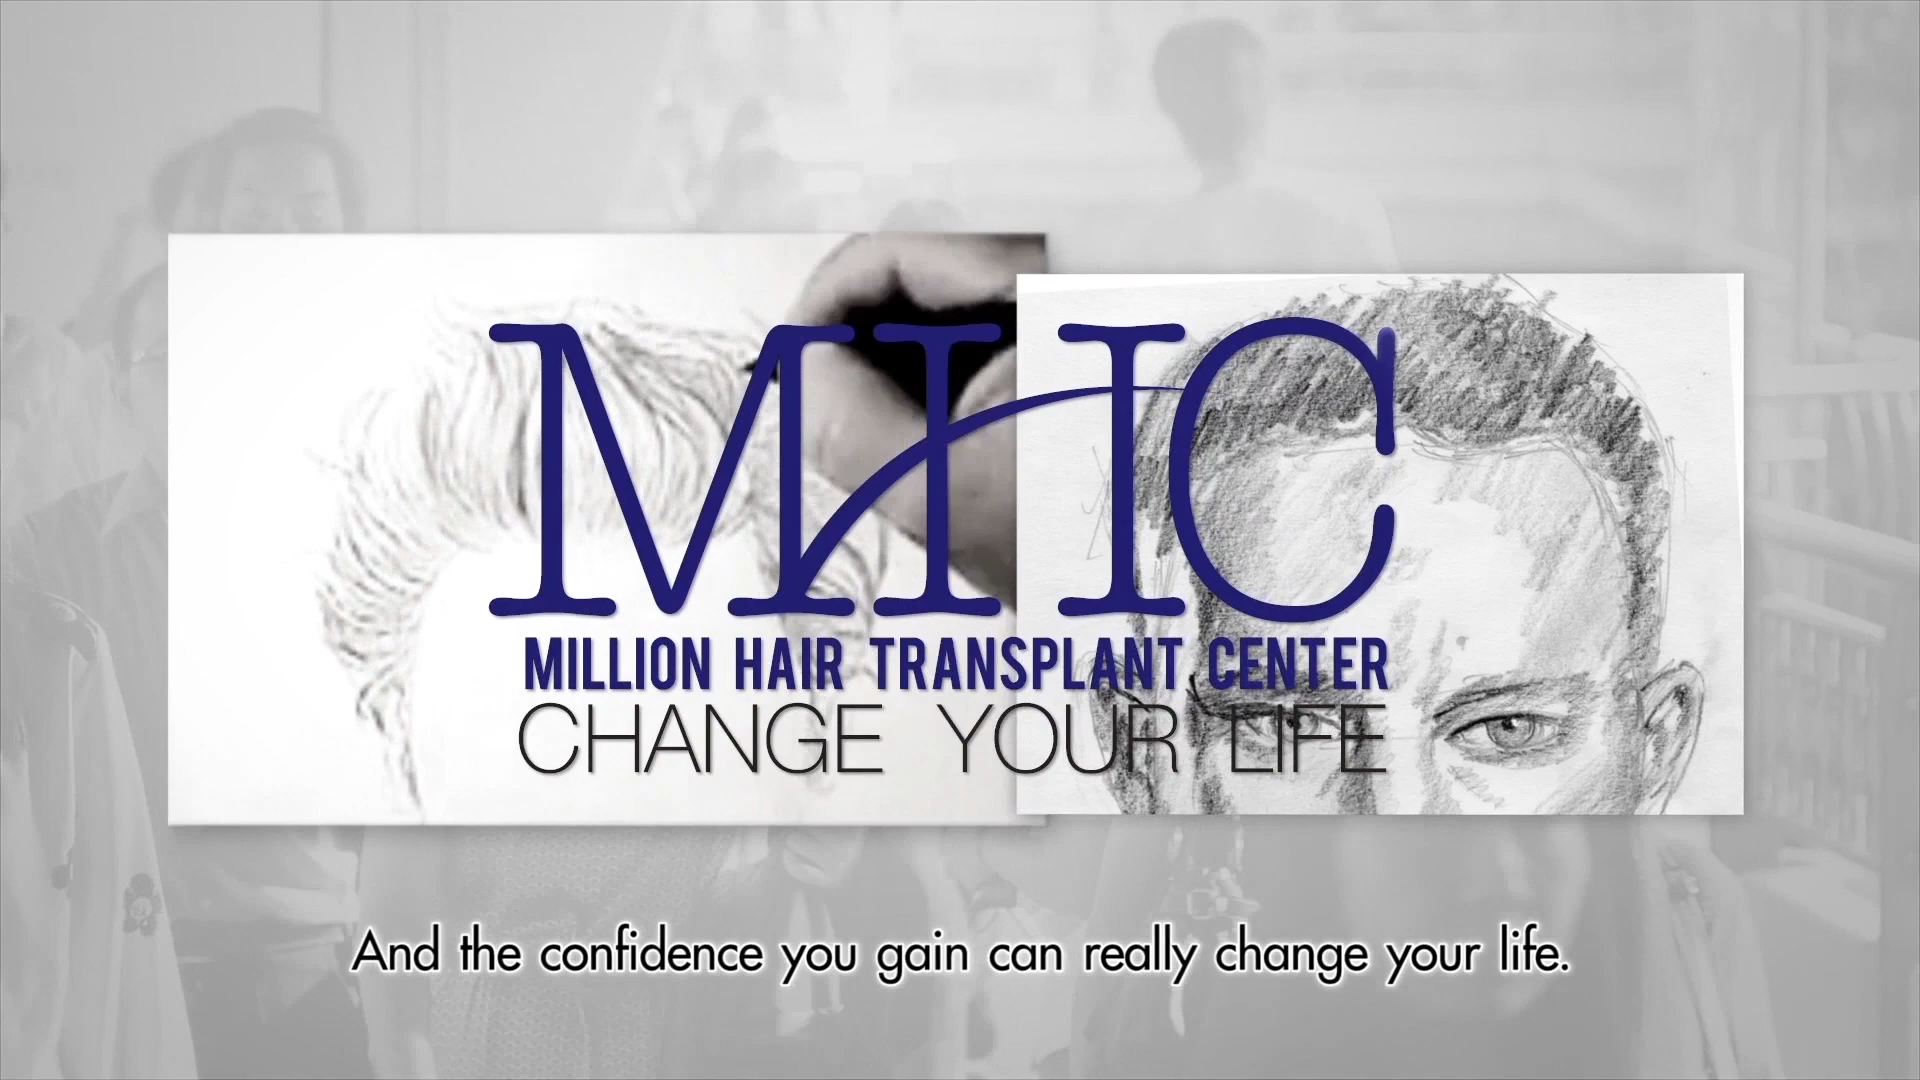 MHC
MILLION HAIR TRANSPLANT CENTER
CHANGE YOUR LIFE
And the confidence you gain can really change your life.